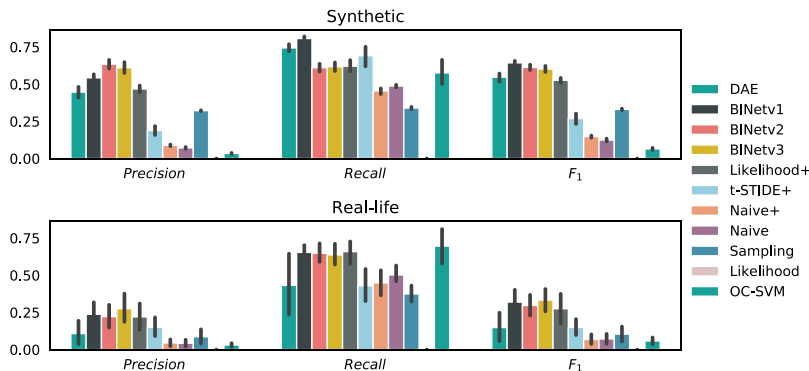 Synthetic
0.75
0.50
0.25
0.00
Precision
Recall
F1
Real-life
0.75
0.50
0.25
0.00
Precision
Recall
F1
DAE
BINetv1
BINetv2
BINetv3
Likelihood+
t-STIDE+
Naive+
Naive
Sampling
Likelihood
OC-SVM